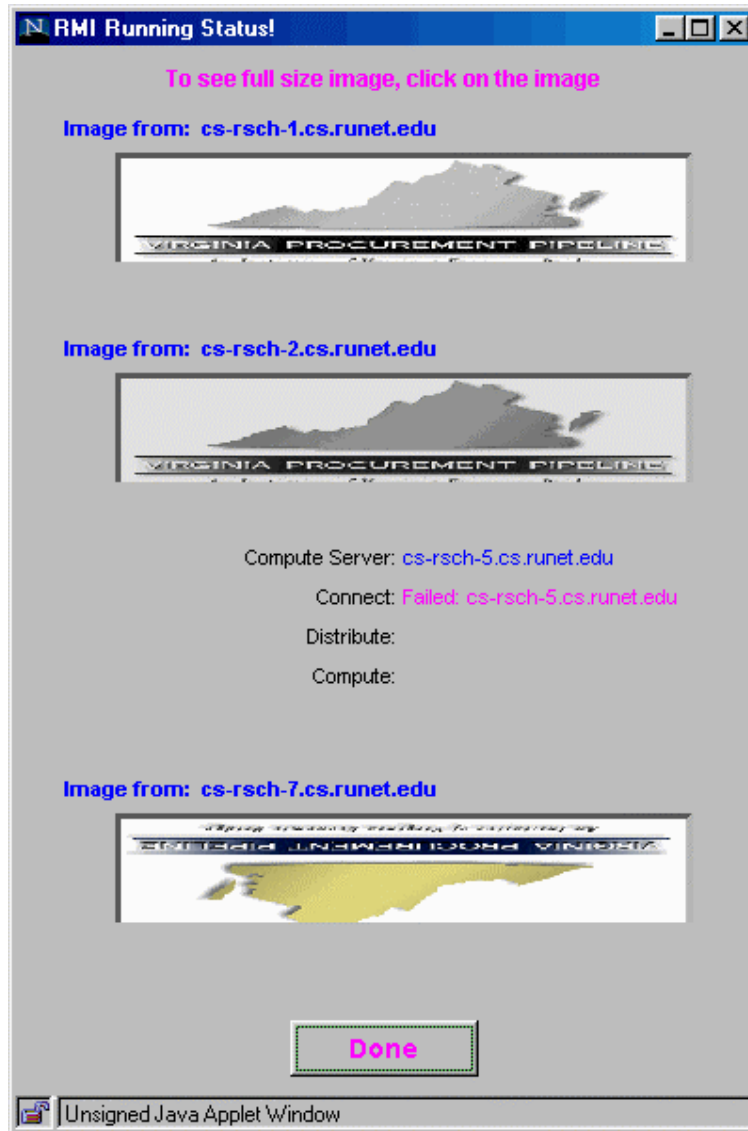 N RMI Running Status!
To see full size image, click on the image
Image from: cs-rsch-1.cs.runet.edu
VIRGINIA PROCUREMENT PIPELINE
Image from: cs-rsch-2.cs.runet.edu
VIRGINIA PROCUREMENT PIPELINE
Compute Server: cs-rsch-5.cs.runet.edu
Connect: Failed: cs-rsch-5.cs.runet.edu
Distribute:
Compute:
Image from: cs-rsch-7.cs.runet.edu
VIRGINIA PROCUREMENT PIPELINE
Done
Unsigned Java Applet Window